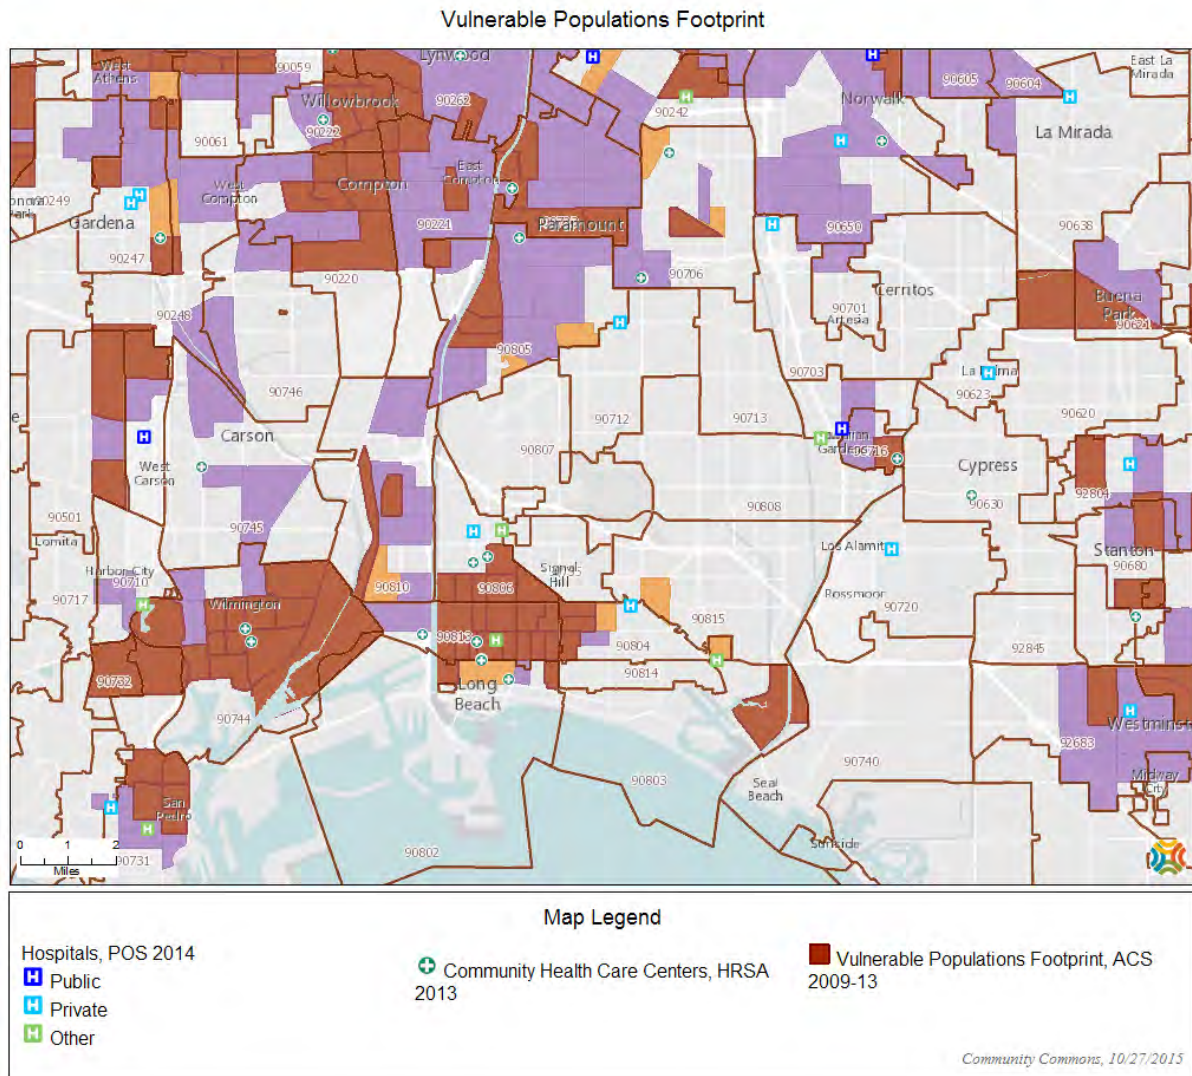 Vulnerable Populations Footprint
West
Athens
90059
Lynwood
90605
90604
East La
Mirada
Willowbrook
90262
90242
Norwalk
La Mirada
90222
90061
East
Compton
West
Compton
Compton
90249
Gardena
90221
Paramount
90650
90638
90247
90220
90706
Cerritos
Buena
Park
90621
90248
90701
Artesia
90805
90703
La Palma
90623
90746
90712
90713
90620
Carson
90807
Gardens
90716
Cypress
West
Carson
92804
90630
90501
90745
90808
Lomita
Los Alamit
Stanton
Harbor City
90710
Signal
Hill
90680
90717
90810
90806
Rossmoor
Wilmington
90720
90815
90813
90804
92845
90732
90814
Long
Beach
90744
Westminst
92683
90803
90740
Midway
City
Seal
Beach
San
Pedro
Sunside
90802
90731
0 1 2
Miles
Map Legend
Hospitals, POS 2014
H Public
H Private
H Other
Community Health Care Centers, HRSA
2013
Vulnerable Populations Footprint, ACS
2009-13
Community Commons, 10/27/2015